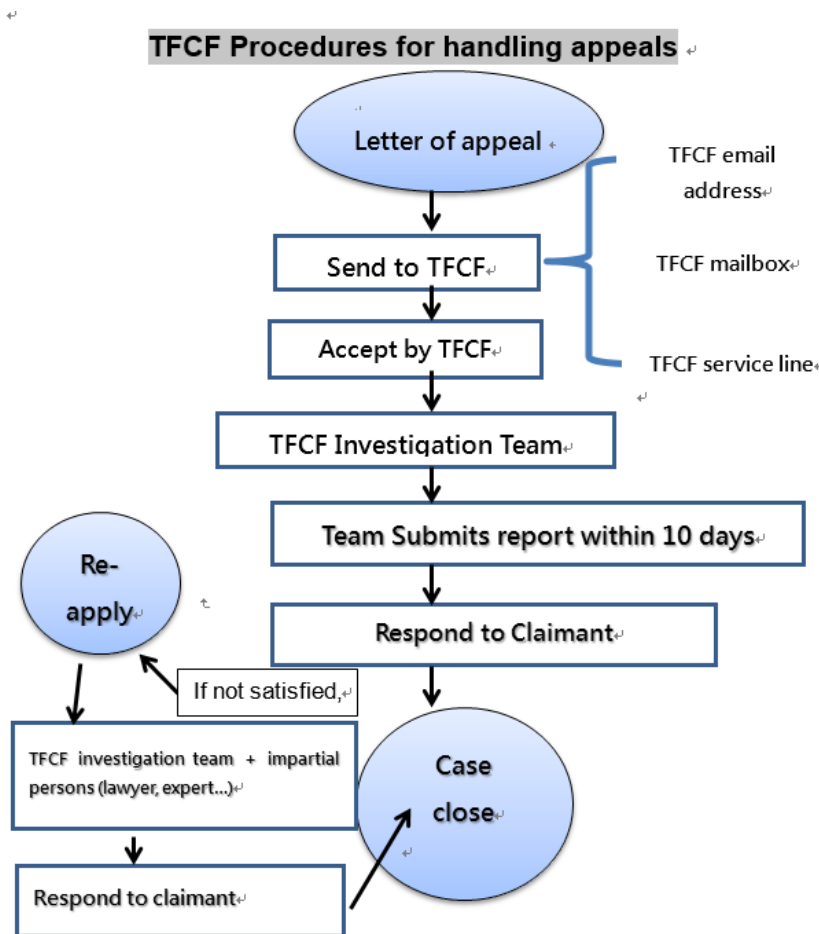 TFCF Procedures for handling appeals
Letter of appeal
TFCF email
address
Send to TFCF
TFCF mailbox
Accept by TFCF
TFCF service line
TFCF Investigation Team
Team Submits report within 10 days
Re-
apply
Respond to Claimant
If not satisfied,
TFCF investigation team + impartial
persons (lawyer, expert...)
Case
close
Respond to claimant